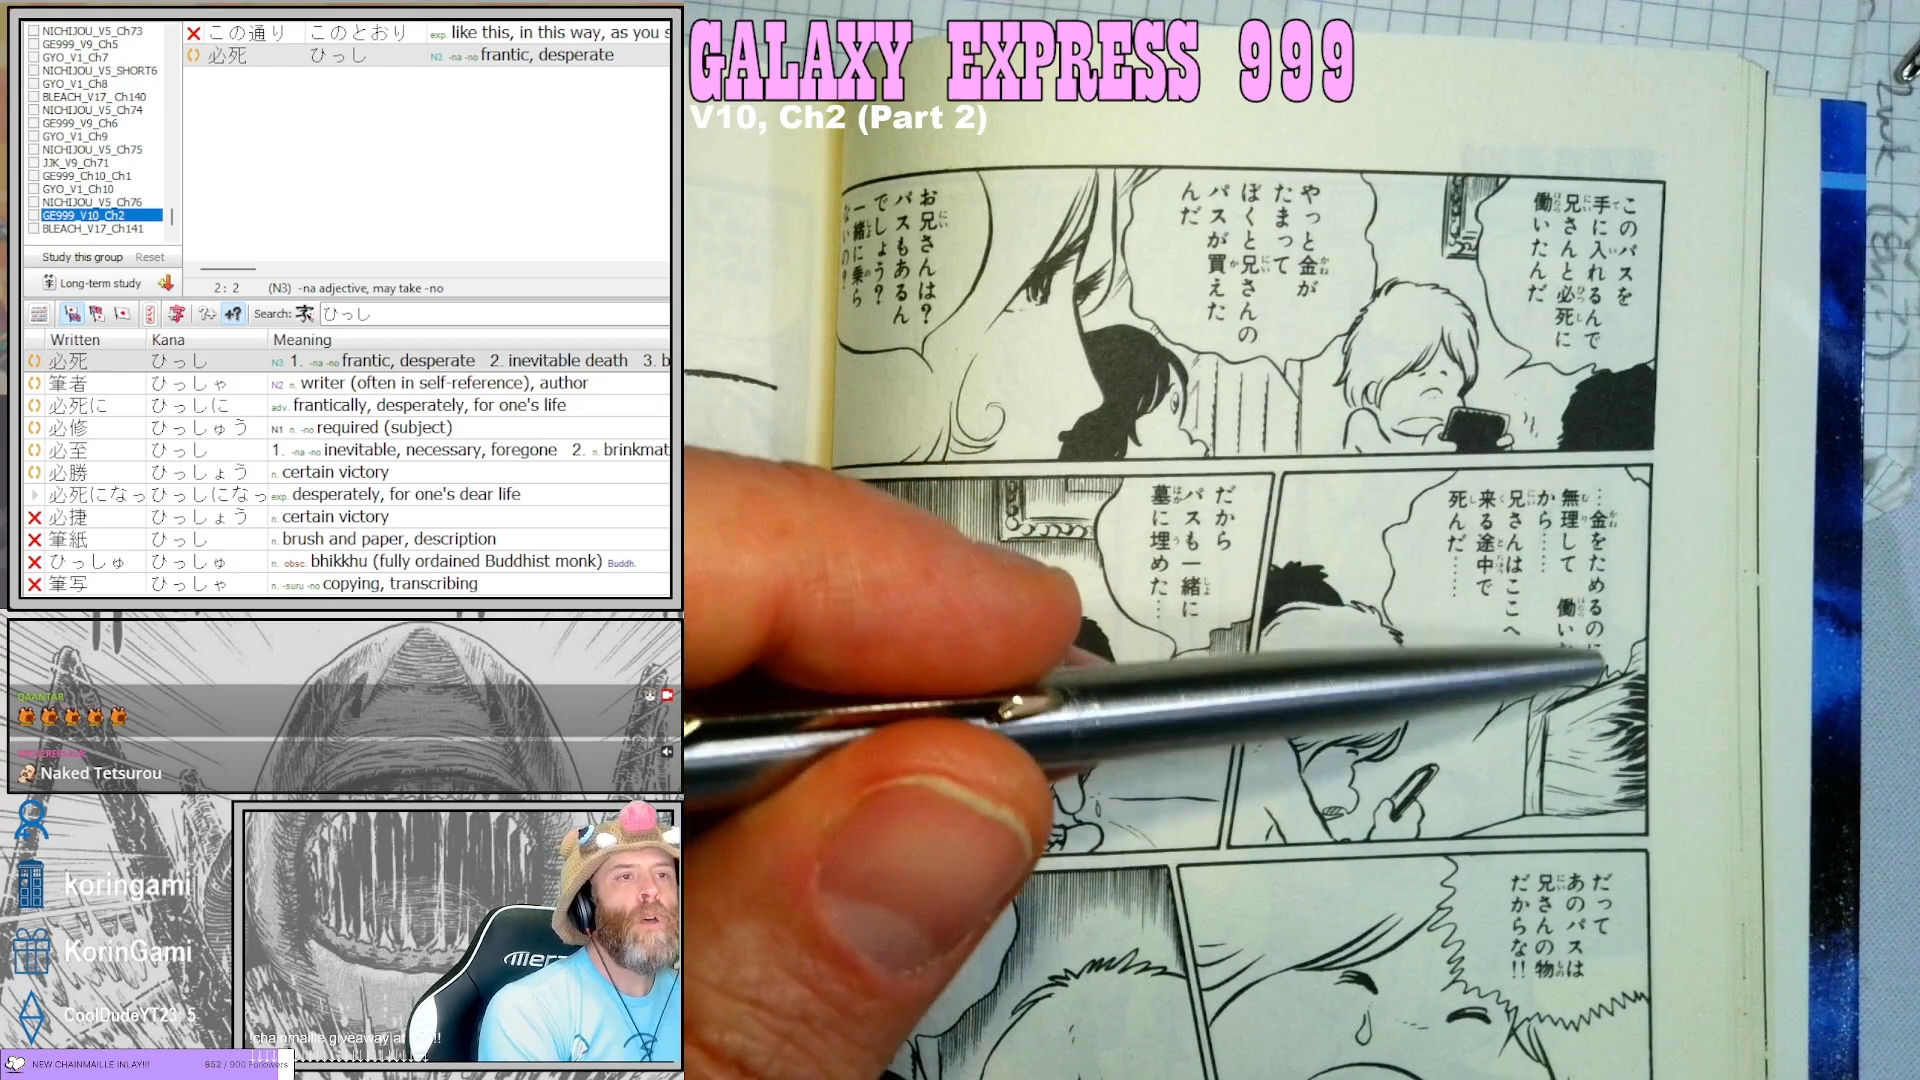 NICHIJOU_V5_Ch73
GE999_V9_Ch5
GYO_V1_Ch7
NICHIJOU_V5_SHORT6
GYO_V1_Ch8
BLEACH_V17_ Ch140
NICHIJOU_V5_Ch74
GE999_V9_Ch6
GYO_V1_Ch9
NICHIJOU_V5_Ch75
JJK_V9_Ch71
GE999_Ch10_Ch1
GYO_V1_Ch10
NICHIJOU_V5_Ch76
GE999_V10_Ch2
BLEACH_V17_Ch141
Study this group Reset
Long-term study
この通り このとおり exp. like this, in this way, as you s
必死 ひっし N3 -na -no frantic, desperate
2: 2 (N3) -na adjective, may take -no
Search: ひっし
Written Kana Meaning
必死 ひっし N3 1. -na -no frantic, desperate 2. inevitable death 3. b
筆者 ひっしゃ N2 n. writer (often in self-reference), author
必死に ひっしに adv. frantically, desperately, for one's life
必修 ひっしゅう N1 n. -no required (subject)
必至 ひっし 1. -na -no inevitable, necessary, foregone 2. n. brinkmat
必勝 ひっしょう n. certain victory
必死になっ ひっしになっ exp. desperately, for one's dear life
必捷 ひっしょう n. certain victory
筆紙 ひっし n. brush and paper, description
ひっしゅ ひっしゅ n. obsc. bhikkhu (fully ordained Buddhist monk) Buddh.
筆写 ひっしゃ n. -suru -no copying, transcribing
QAANTAR
Naked Tetsurou
koringami
KorinGami
CoolDudeYT23: 5
!chainmaille giveaway at
NEW CHAINMAILLE INLAY!!! 852 / 900 Followers
GALAXY EXPRESS 999
V10, Ch2 (Part 2)
このパスを
手に入れるんで
兄さんと必死に
働いたんだ
やっと金が
たまって
ぼくと兄さんの
パスが買えた
んだ
お兄さんは？
パスもあるん
でしょう？
一緒に乗ら
ないの？
…金をためるのに
無理して 働い
から……
兄さんはここへ
来る途中で
死んだ……
だから
パスも一緒に
墓に埋めた…
だって
あのパスは
兄さんの物
だからな!!